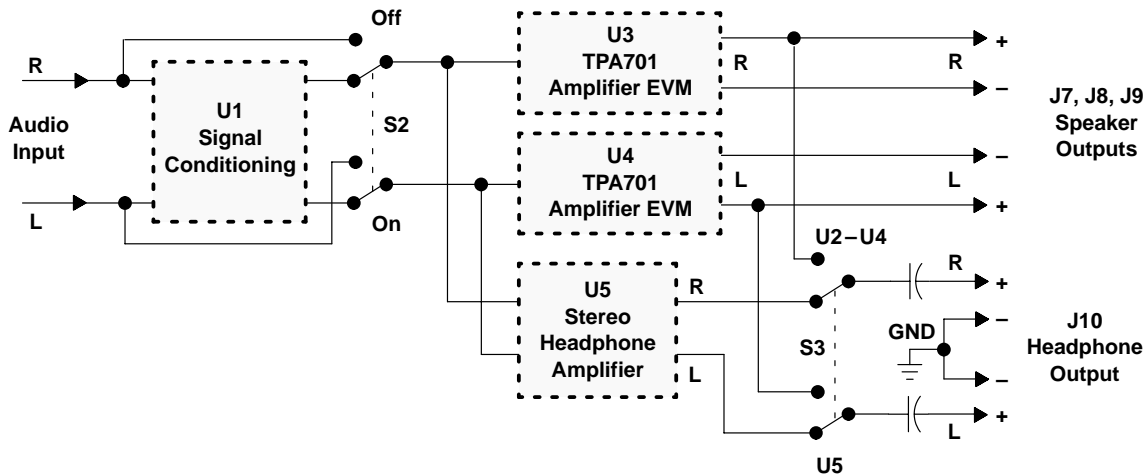 Off
R
Audio
Input
L
U1
Signal
Conditioning
S2
On
U3
TPA701
Amplifier EVM
R
R
+
–
J7, J8, J9
Speaker
Outputs
U4
TPA701
Amplifier EVM
L
–
L
+
U2–U4
U5
Stereo
Headphone
Amplifier
R
L
S3
R
+
GND
–
–
+
L
J10
Headphone
Output
U5